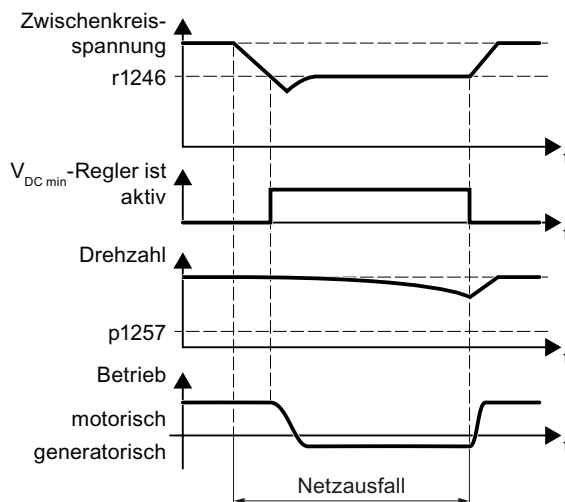 Zwischenkreis-
spannung
r1246
t
V_DC min-Regler ist
aktiv
t
Drehzahl
p1257
t
Betrieb
motorisch
generatorisch
t
Netzausfall